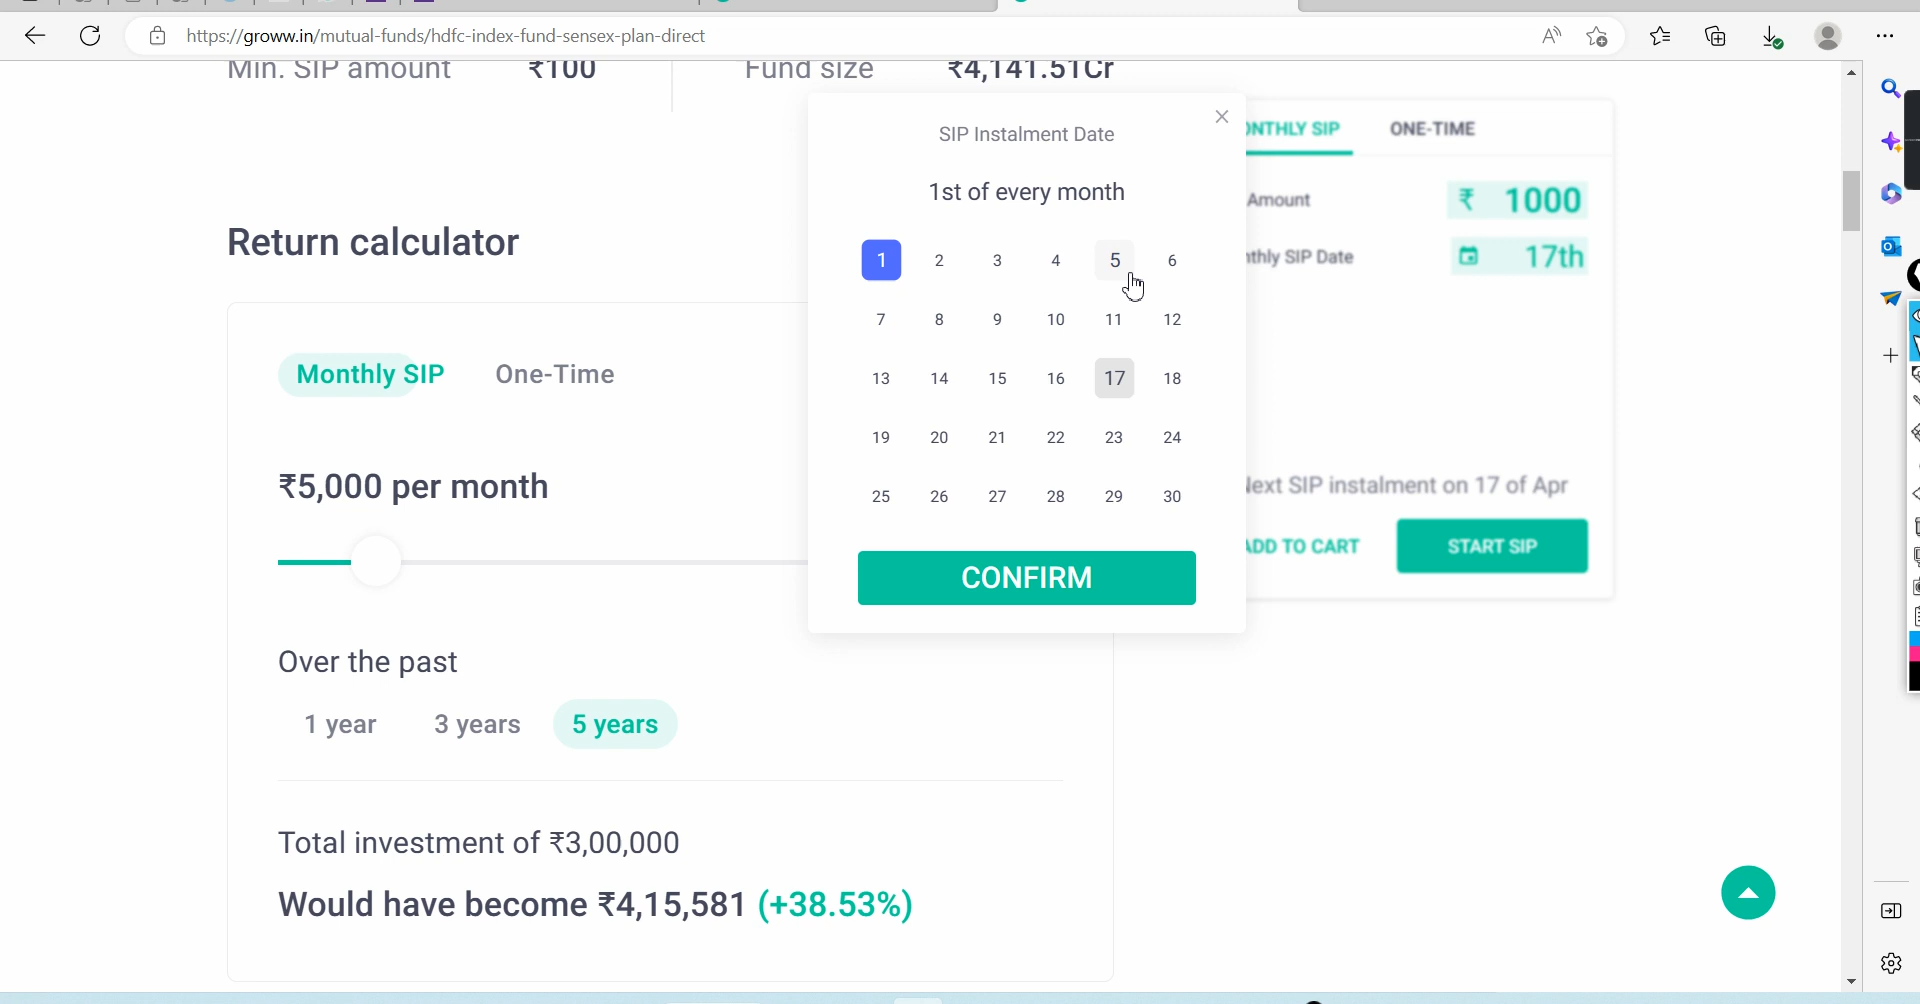 https://groww.in/mutual-funds/hdfc-index-fund-sensex-plan-direct
Min. SIP amount ₹100 Fund size ₹4,141.51Cr
SIP Instalment Date
1st of every month
1 2 3 4 5 6
7 8 9 10 11 12
13 14 15 16 17 18
19 20 21 22 23 24
25 26 27 28 29 30
CONFIRM
ONTHLY SIP ONE-TIME
Amount ₹ 1000
nthly SIP Date 17th
Next SIP instalment on 17 of Apr
ADD TO CART START SIP
Return calculator
Monthly SIP One-Time
₹5,000 per month
Over the past
1 year 3 years 5 years
Total investment of ₹3,00,000
Would have become ₹4,15,581 (+38.53%)